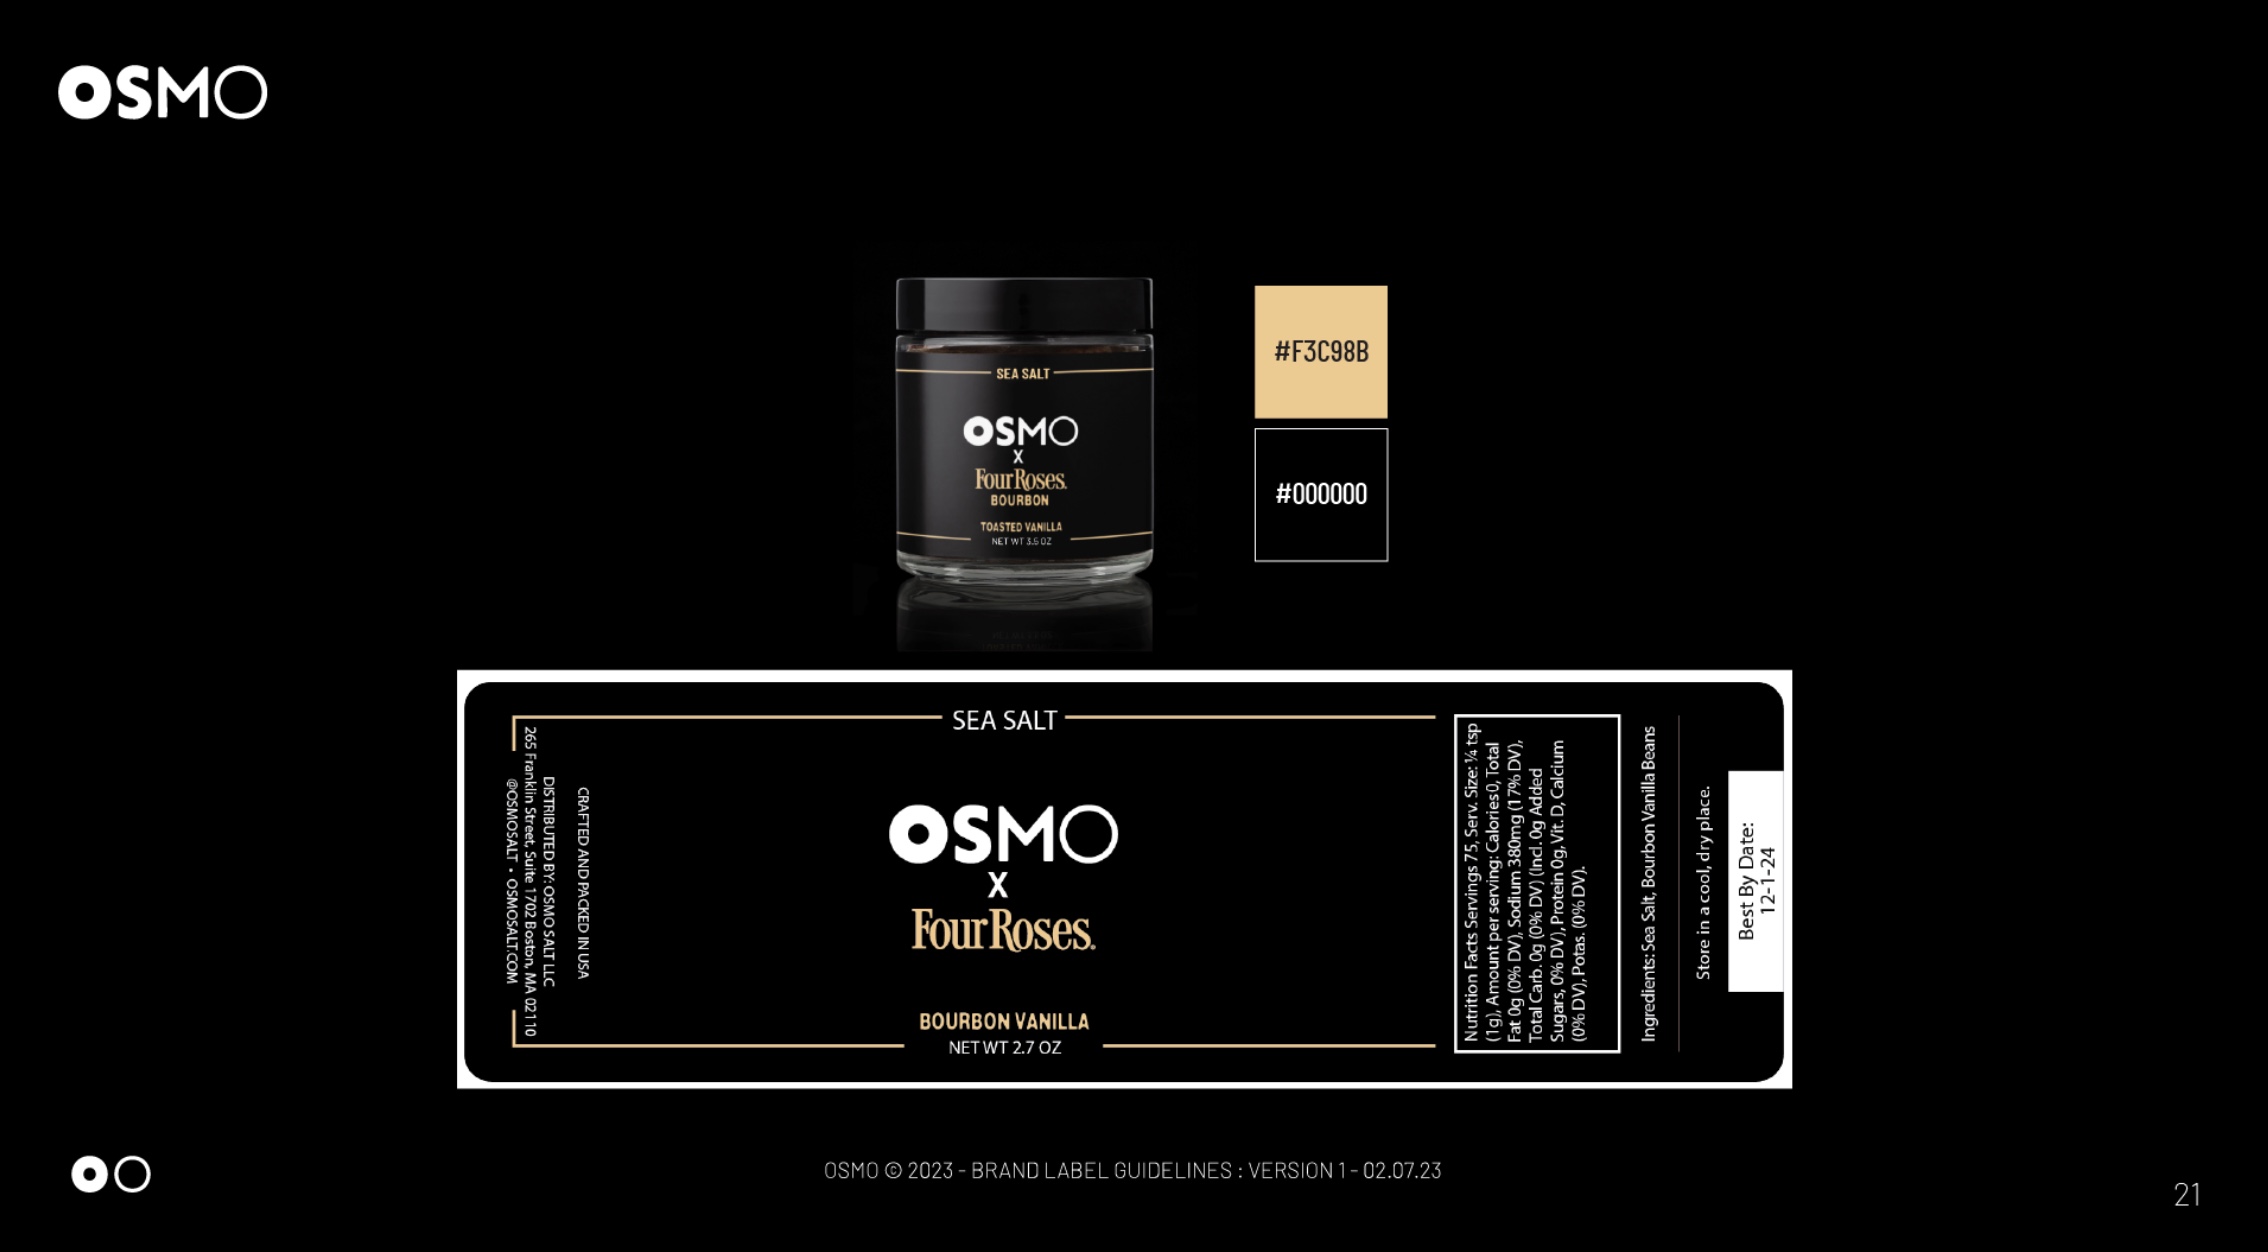 OSMO
SEA SALT
OSMO
X
Four Roses.
BOURBON
TOASTED VANILLA
NET WT 3.5 OZ
#F3C98B
#000000
SEA SALT
OSMO
X
Four Roses.
BOURBON VANILLA
NET WT 2.7 OZ
CRAFTED AND PACKED IN USA
DISTRIBUTED BY: OSMO SALT LLC
265 Franklin Street, Suite 1702 Boston, MA 02110
@OSMOSALT • OSMOSALT.COM
Nutrition Facts Servings 75, Serv. Size: ¼ tsp
(1g), Amount per serving: Calories 0, Total
Fat 0g (0% DV), Sodium 380mg (17% DV),
Total Carb. 0g (0% DV) (Incl. 0g Added
Sugars, 0% DV), Protein 0g, Vit. D, Calcium
(0% DV), Potas. (0% DV).
Ingredients: Sea Salt, Bourbon Vanilla Beans
Store in a cool, dry place.
Best By Date:
12-1-24
OSMO © 2023 - BRAND LABEL GUIDELINES : VERSION 1 - 02.07.23
21